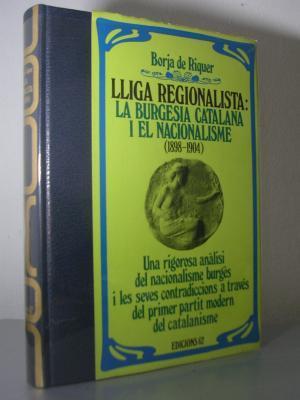 Borja de Riquer
LLIGA REGIONALISTA:
LA BURGESIA CATALANA
I EL NACIONALISME
(1898-1904)
Una rigorosa anàlisi
del nacionalisme burgès
i les seves contradiccions a través
del primer partit modern
del catalanisme
EDICIONS 62